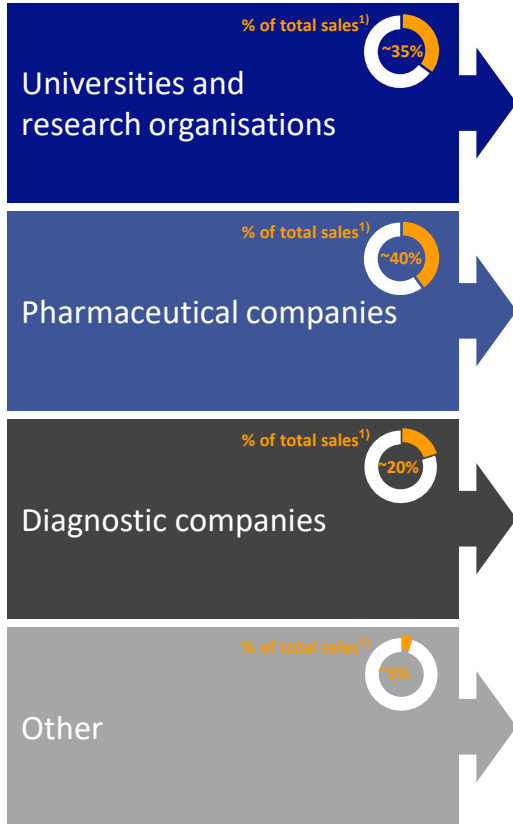 % of total sales1)
~35%
Universities and
research organisations
% of total sales1)
~40%
Pharmaceutical companies
% of total sales1)
~20%
Diagnostic companies
% of total sales1)
~5%
Other